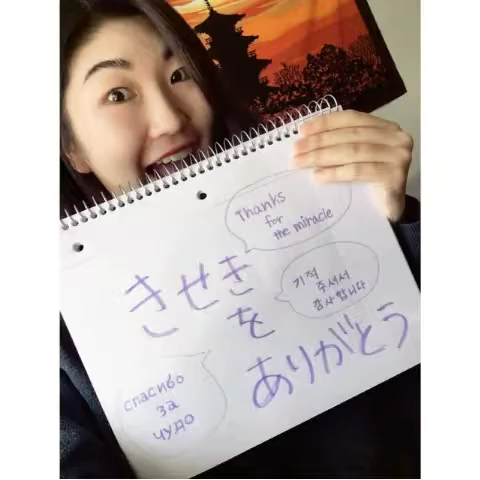 Thanks
for
the miracle
きせき
を
ありがとう
기적
주셔서
감사합니다
спасибо
за
чудо